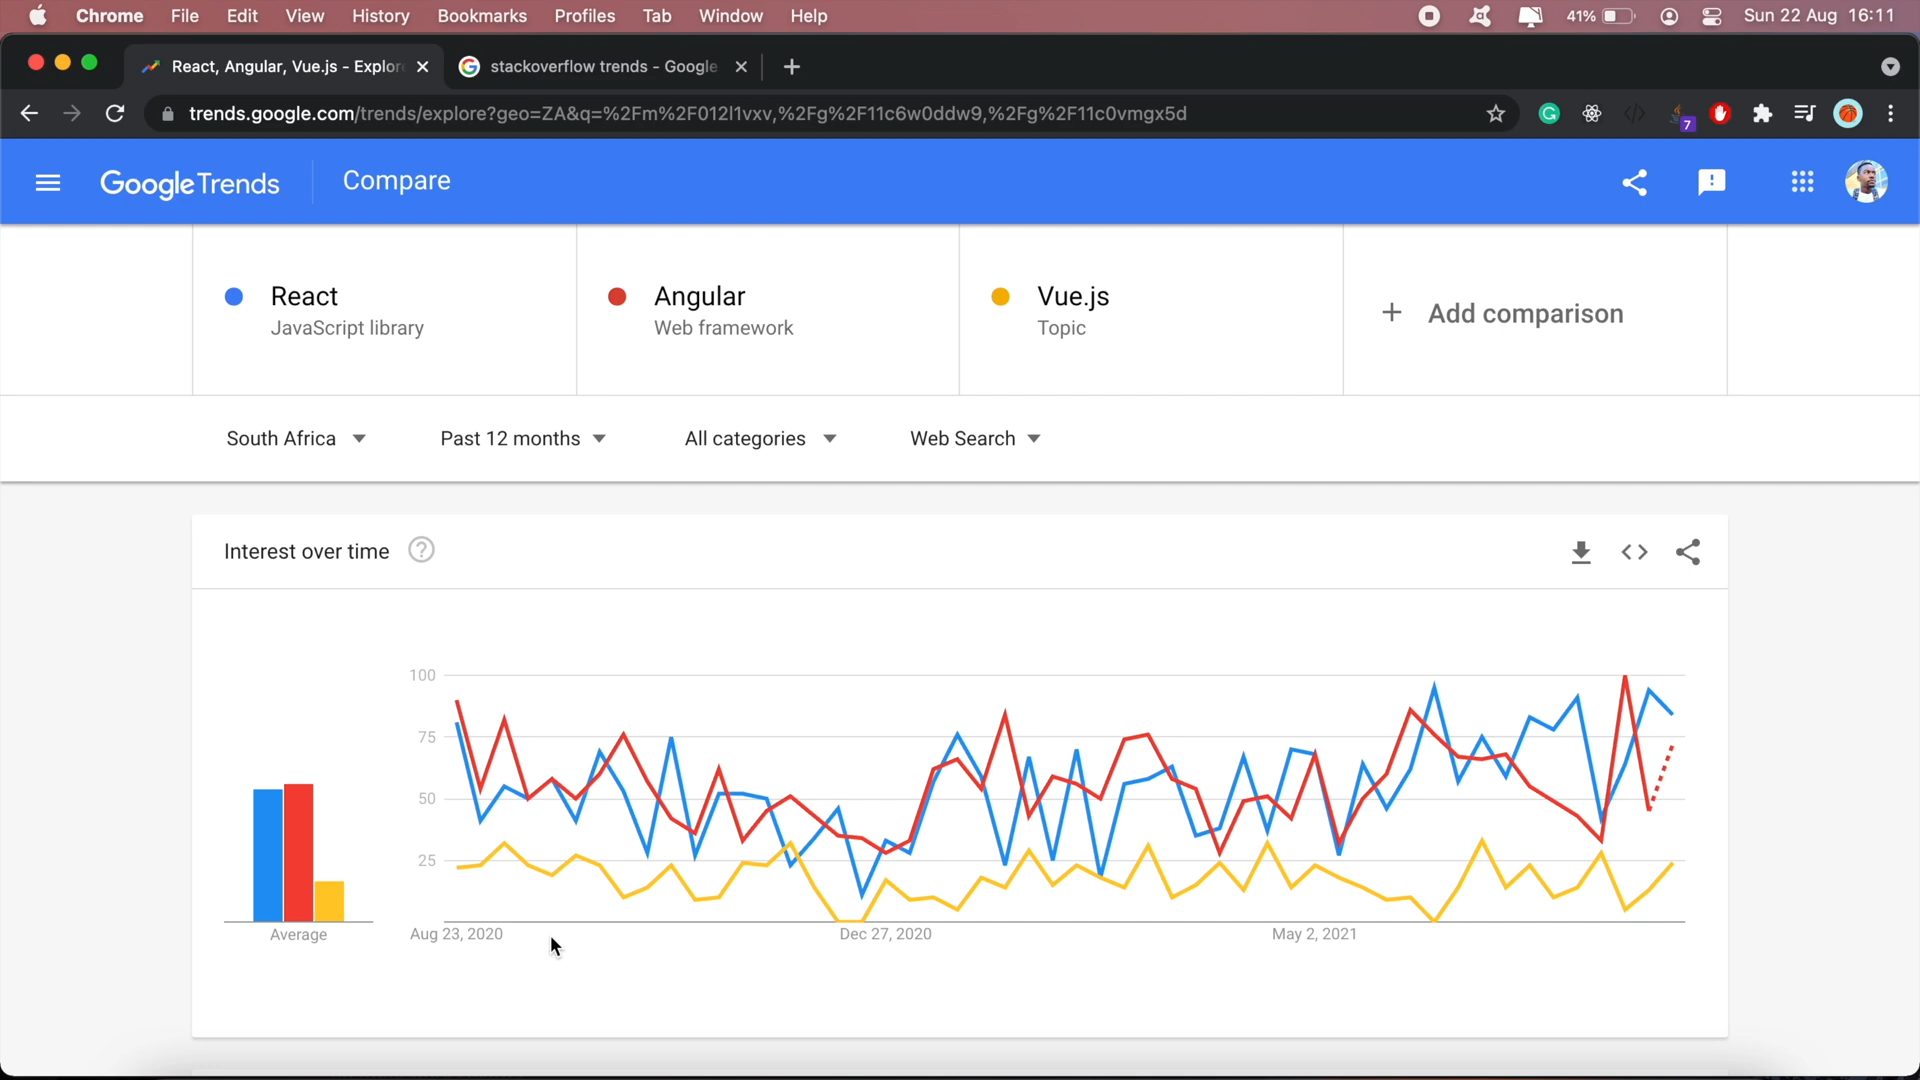 Chrome File Edit View History Bookmarks Profiles Tab Window Help 41% Sun 22 Aug 16:11
React, Angular, Vue.js - Explor stackoverflow trends - Google
trends.google.com/trends/explore?geo=ZA&q=%2Fm%2F012l1vxv,%2Fg%2F11c6w0ddw9,%2Fg%2F11c0vmgx5d
7
Google Trends Compare
React
JavaScript library
Angular
Web framework
Vue.js
Topic
+ Add comparison
South Africa Past 12 months All categories Web Search
Interest over time ?
100
75
50
25
Average Aug 23, 2020 Dec 27, 2020 May 2, 2021